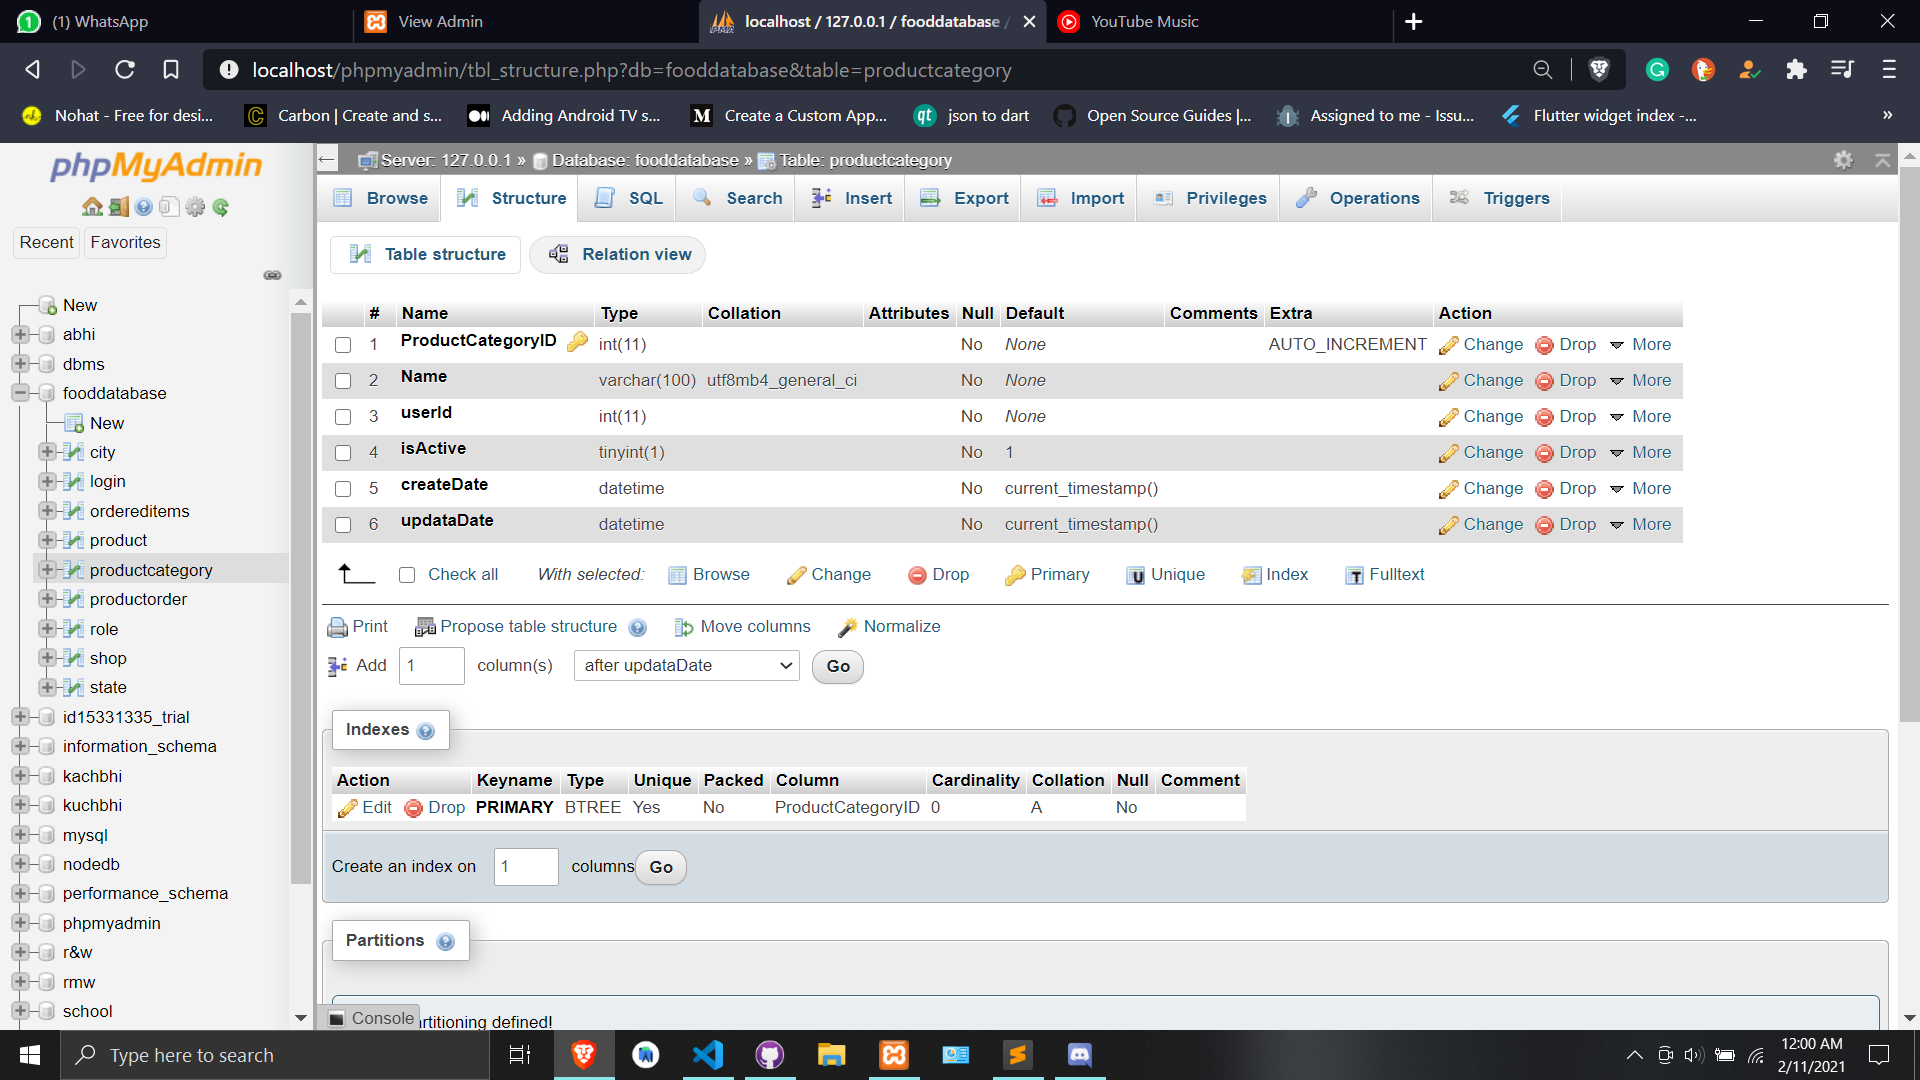 (1) WhatsApp
View Admin
localhost / 127.0.0.1 / fooddatabase /
YouTube Music
localhost/phpmyadmin/tbl_structure.php?db=fooddatabase&table=productcategory
Nohat - Free for desi...
Carbon | Create and s...
Adding Android TV s...
Create a Custom App...
json to dart
Open Source Guides |...
Assigned to me - Issu...
Flutter widget index -...
»
phpMyAdmin
Recent
Favorites
New
abhi
dbms
fooddatabase
New
city
login
ordereditems
product
productcategory
productorder
role
shop
state
id15331335_trial
information_schema
kachbhi
kuchbhi
mysql
nodedb
performance_schema
phpmyadmin
r&w
rmw
school
Server: 127.0.0.1 » Database: fooddatabase » Table: productcategory
Browse Structure SQL Search Insert Export Import Privileges Operations Triggers
Table structure Relation view
# Name Type Collation Attributes Null Default Comments Extra Action
1 ProductCategoryID int(11) No None AUTO_INCREMENT Change Drop More
2 Name varchar(100) utf8mb4_general_ci No None Change Drop More
3 userId int(11) No None Change Drop More
4 isActive tinyint(1) No 1 Change Drop More
5 createDate datetime No current_timestamp() Change Drop More
6 updataDate datetime No current_timestamp() Change Drop More
Check all With selected: Browse Change Drop Primary Unique Index Fulltext
Print Propose table structure Move columns Normalize
Add 1 column(s) after updataDate Go
Indexes
Action Keyname Type Unique Packed Column Cardinality Collation Null Comment
Edit Drop PRIMARY BTREE Yes No ProductCategoryID 0 A No
Create an index on 1 columns Go
Partitions
Console
rtitioning defined!
Type here to search
12:00 AM
2/11/2021